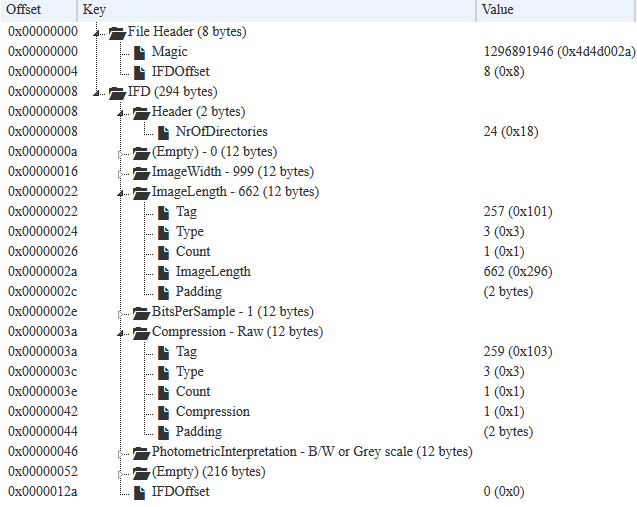 Offset Key Value
0x00000000 File Header (8 bytes)
0x00000000 Magic 1296891946 (0x4d4d002a)
0x00000004 IFDOffset 8 (0x8)
0x00000008 IFD (294 bytes)
0x00000008 Header (2 bytes)
0x00000008 NrOfDirectories 24 (0x18)
0x0000000a (Empty) - 0 (12 bytes)
0x00000016 ImageWidth - 999 (12 bytes)
0x00000022 ImageLength - 662 (12 bytes)
0x00000022 Tag 257 (0x101)
0x00000024 Type 3 (0x3)
0x00000026 Count 1 (0x1)
0x0000002a ImageLength 662 (0x296)
0x0000002c Padding (2 bytes)
0x0000002e BitsPerSample - 1 (12 bytes)
0x0000003a Compression - Raw (12 bytes)
0x0000003a Tag 259 (0x103)
0x0000003c Type 3 (0x3)
0x0000003e Count 1 (0x1)
0x00000042 Compression 1 (0x1)
0x00000044 Padding (2 bytes)
0x00000046 PhotometricInterpretation - B/W or Grey scale (12 bytes)
0x00000052 (Empty) (216 bytes)
0x0000012a IFDOffset 0 (0x0)